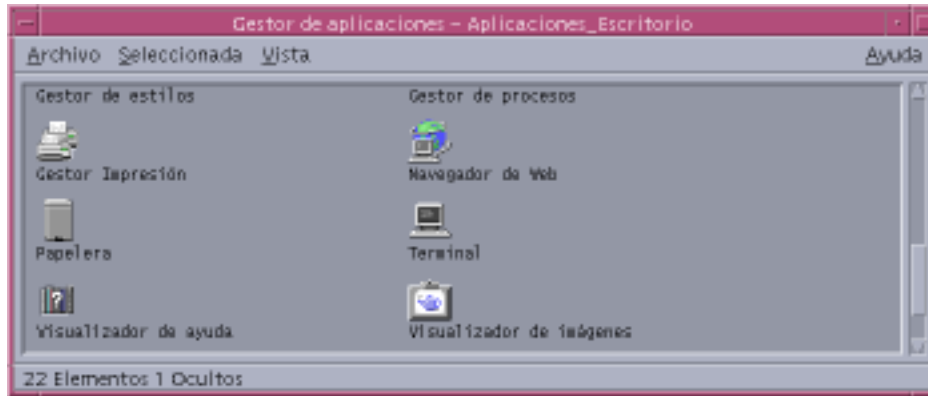 Gestor de aplicaciones – Aplicaciones_Escritorio
Archivo Seleccionada Vista Ayuda
Gestor de estilos Gestor de procesos
Gestor Impresión Navegador de Web
Papelera Terminal
Visualizador de ayuda Visualizador de imágenes
22 Elementos 1 Ocultos